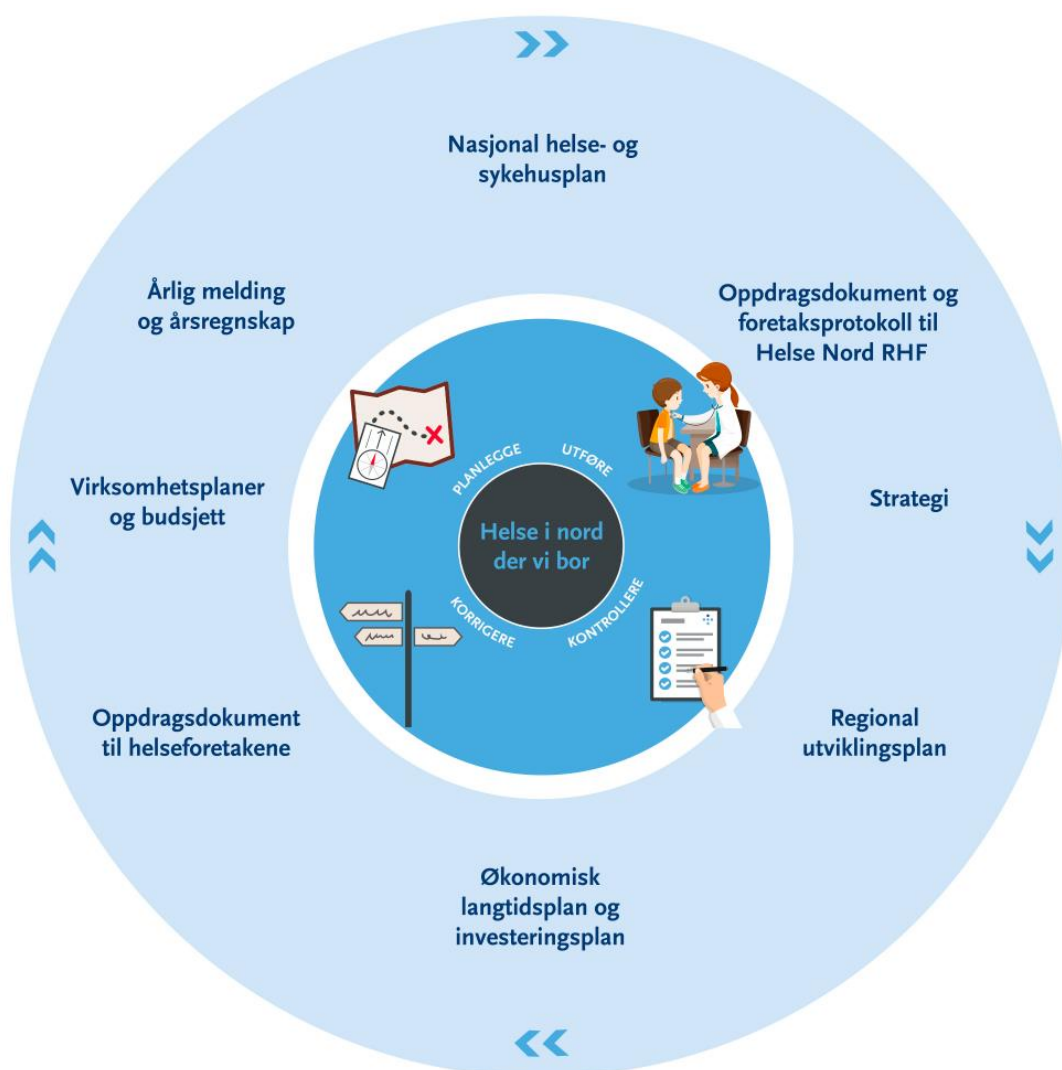 Nasjonal helse- og
sykehusplan
Årlig melding
og årsregnskap
Oppdragsdokument og
foretaksprotokoll til
Helse Nord RHF
PLANLEGGE
UTFØRE
Virksomhetsplaner
og budsjett
Helse i nord
der vi bor
Strategi
KORRIGERE
KONTROLLERE
Oppdragsdokument
til helseforetakene
Regional
utviklingsplan
Økonomisk
langtidsplan og
investeringsplan